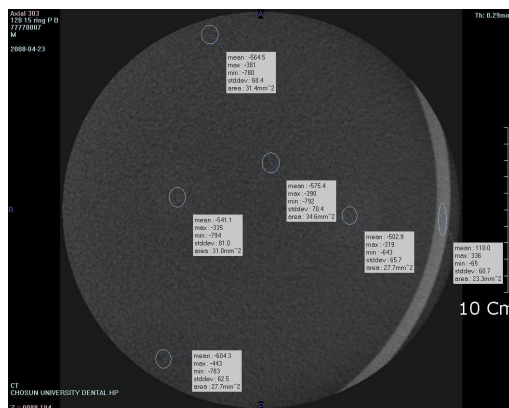 Axial 303
120 15 ring P B
77770007
M
2008-04-23
A
Th: 0.29mm
mean :-564.5
max :-381
min :-780
stddev: 68.4
area : 31.4mm^2
mean :-575.4
max :-390
min :-792
stddev: 70.4
area : 34.6mm^2
R
mean :-541.1
max :-335
min :-794
stddev: 81.0
area : 31.0mm^2
mean :-502.9
max :-319
min :-643
stddev: 65.7
area : 27.7mm^2
mean : 110.0
max : 336
min : -65
stddev : 60.7
area : 23.3mm^2
10 Cm
mean :-604.3
max :-443
min :-783
stddev: 62.5
area : 27.7mm^2
CT
CHOSUN UNIVERSITY DENTAL HP